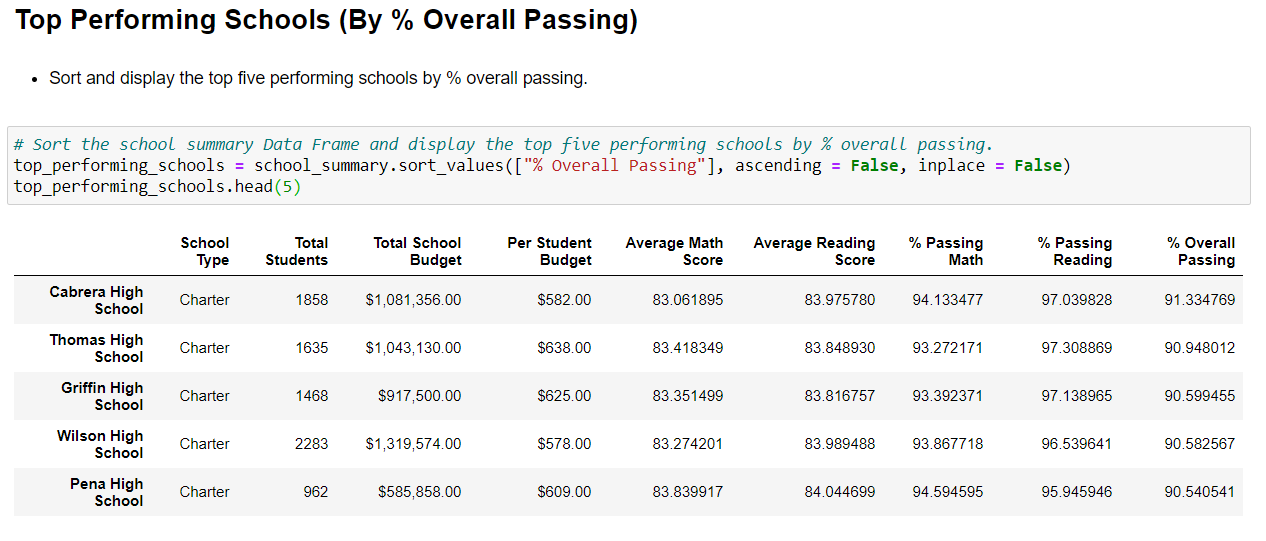 Top Performing Schools (By % Overall Passing)
• Sort and display the top five performing schools by % overall passing.
# Sort the school summary Data Frame and display the top five performing schools by % overall passing.
top_performing_schools = school_summary.sort_values(["% Overall Passing"], ascending = False, inplace = False)
top_performing_schools.head(5)
School Type Total Students Total School Budget Per Student Budget Average Math Score Average Reading Score % Passing Math % Passing Reading % Overall Passing
Cabrera High School Charter 1858 $1,081,356.00 $582.00 83.061895 83.975780 94.133477 97.039828 91.334769
Thomas High School Charter 1635 $1,043,130.00 $638.00 83.418349 83.848930 93.272171 97.308869 90.948012
Griffin High School Charter 1468 $917,500.00 $625.00 83.351499 83.816757 93.392371 97.138965 90.599455
Wilson High School Charter 2283 $1,319,574.00 $578.00 83.274201 83.989488 93.867718 96.539641 90.582567
Pena High School Charter 962 $585,858.00 $609.00 83.839917 84.044699 94.594595 95.945946 90.540541